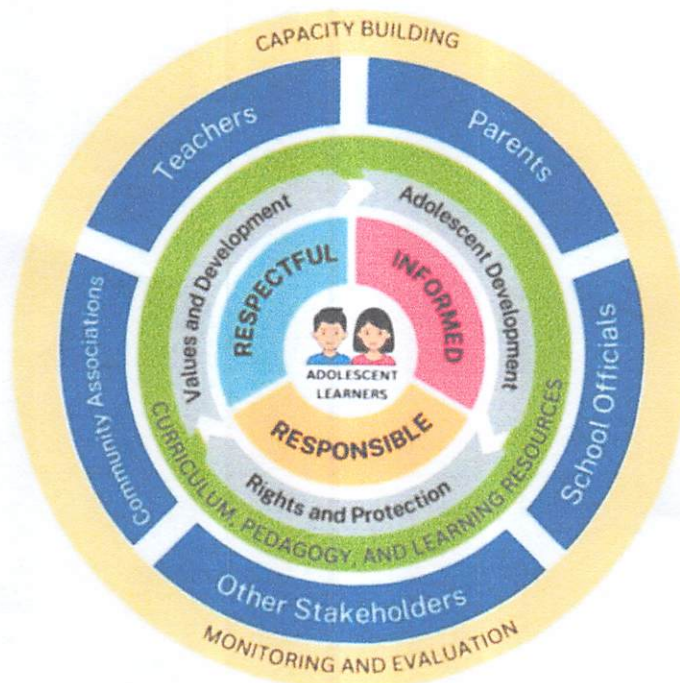 CAPACITY BUILDING
Teachers
Parents
Values and Development
Adolescent Development
RESPECTFUL
INFORMED
ADOLESCENT
LEARNERS
RESPONSIBLE
Rights and Protection
CURRICULUM, PEDAGOGY, AND LEARNING RESOURCES
Community Associations
School Officials
Other Stakeholders
MONITORING AND EVALUATION